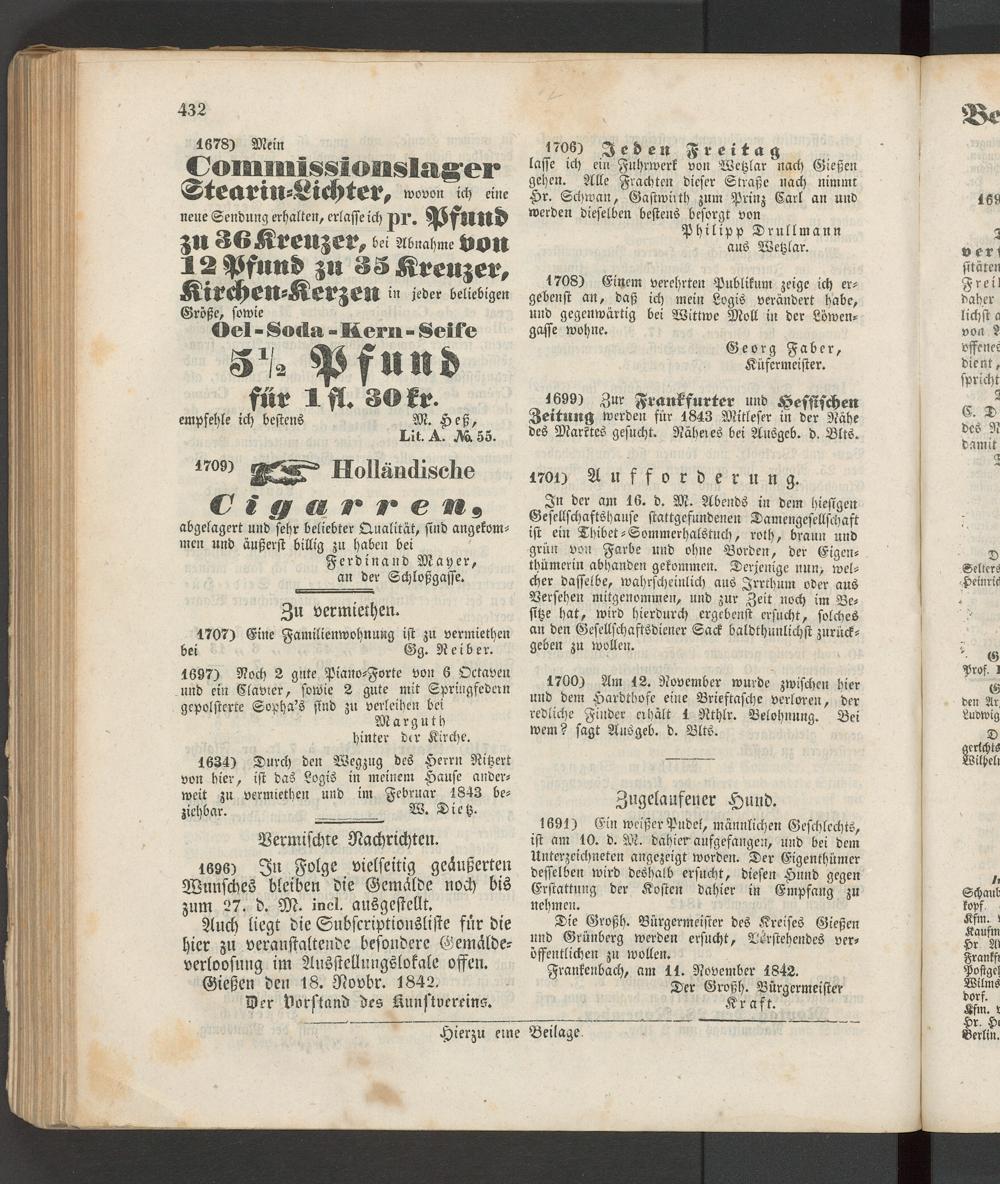 432
1678) Mein
Commissionslager
Stearin-Lichter, wovon ich eine
neue Sendung erhalten, erlasse ich pr. Pfund
zu 36 Kreuzer, bei Abnahme von
12 Pfund zu 35 Kreuzer,
Kirchen-Kerzen in jeder beliebigen
Größe, sowie
Oel-Soda-Kern-Seife
5 1/2 Pfund
für 1 fl. 30 kr.
empfehle ich bestens M. Heß,
Lit. A. No. 55.
1709) Holländische
Cigarren,
abgelagert und sehr beliebter Qualität, sind angekom-
men und äußerst billig zu haben bei
Ferdinand Mayer,
an der Schloßgasse.
Zu vermiethen.
1707) Eine Familienwohnung ist zu vermiethen
bei Gg. Reiber.
1697) Noch 2 gute Piano-Forte von 6 Octaven
und ein Clavier, sowie 2 gute mit Springfedern
gepolsterte Sopha's sind zu verleihen bei
Marguth
hinter der Kirche.
1634) Durch den Wegzug des Herrn Ritzert
von hier, ist das Logis in meinem Hause ander-
weit zu vermiethen und im Februar 1843 be-
ziehbar. W. Dietz.
Vermischte Nachrichten.
1696) In Folge vielseitig geäußerten
Wunsches bleiben die Gemälde noch bis
zum 27. d. M. incl. ausgestellt.
Auch liegt die Subscriptionsliste für die
hier zu veranstaltende besondere Gemälde-
verloosung im Ausstellungslokale offen.
Gießen den 18. Novbr. 1842.
Der Vorstand des Kunstvereins.
1706) Jeden Freitag
lasse ich ein Fuhrwerk von Wetzlar nach Gießen
gehen. Alle Frachten dieser Straße nach nimmt
Hr. Schwan, Gastwirth zum Prinz Carl an und
werden dieselben bestens besorgt von
Philipp Drullmann
aus Wetzlar.
1708) Einem verehrten Publikum zeige ich er-
gebenst an, daß ich mein Logis verändert habe,
und gegenwärtig bei Wittwe Moll in der Löwen-
gasse wohne.
Georg Faber,
Küfermeister.
1699) Zur Frankfurter und Hessischen
Zeitung werden für 1843 Mitleser in der Nähe
des Marktes gesucht. Näheres bei Ausgeb. d. Blts.
1701) Aufforderung.
In der am 16. d. M. Abends in dem hiesigen
Gesellschaftshause stattgefundenen Damengesellschaft
ist ein Thibet-Sommerhalstuch, roth, braun und
grün von Farbe und ohne Borden, der Eigen-
thümerin abhanden gekommen. Derjenige nun, wel-
cher dasselbe, wahrscheinlich aus Irrthum oder aus
Versehen mitgenommen, und zur Zeit noch im Be-
sitze hat, wird hierdurch ergebenst ersucht, solches
an den Gesellschaftsdiener Sack baldthunlichst zurück-
geben zu wollen.
1700) Am 12. November wurde zwischen hier
und dem Hardthofe eine Brieftasche verloren, der
redliche Finder erhält 1 Rthlr. Belohnung. Bei
wem? sagt Ausgeb. d. Blts.
Zugelaufener Hund.
1691) Ein weißer Pudel, männlichen Geschlechts,
ist am 10. d. M. dahier aufgefangen, und bei dem
Unterzeichneten angezeigt worden. Der Eigenthümer
desselben wird deshalb ersucht, diesen Hund gegen
Erstattung der Kosten dahier in Empfang zu
nehmen.
Die Großh. Bürgermeister des Kreises Gießen
und Grünberg werden ersucht, Vorstehendes ver-
öffentlichen zu wollen.
Frankenbach, am 11. November 1842.
Der Großh. Bürgermeister
Kraft.
Hierzu eine Beilage.